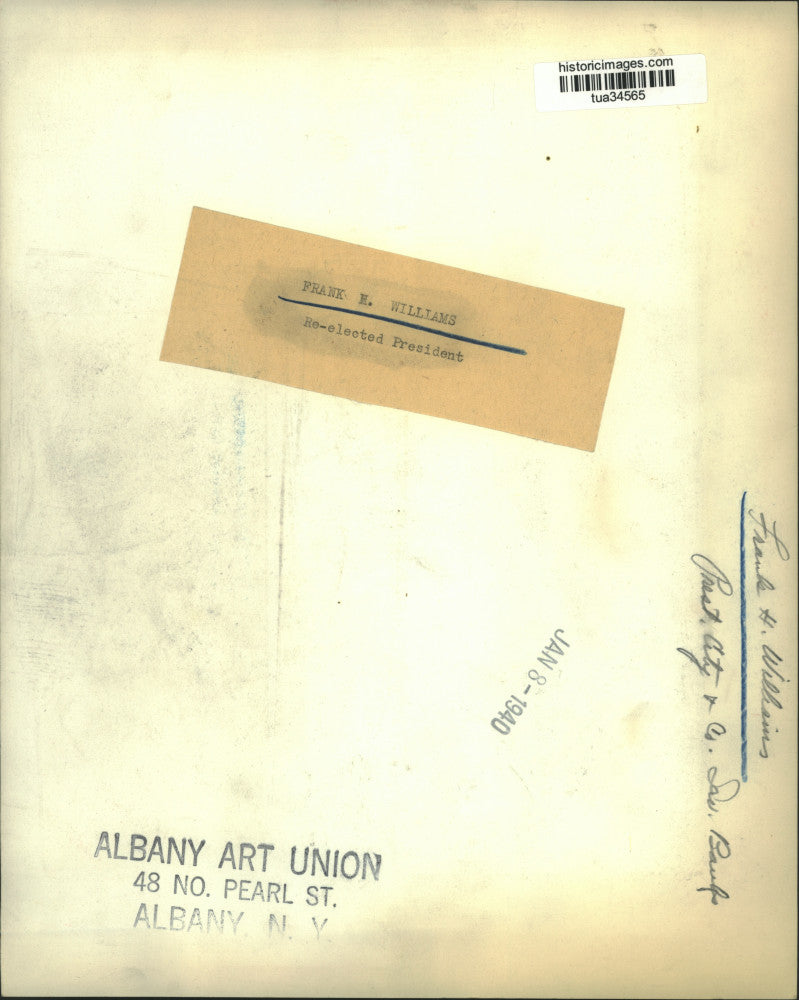 historicimages.com
tua34565
FRANK H. WILLIAMS
Re-elected President
Frank H. Williams
Prest. City & Co. Sav. Bank
JAN 8-1940
ALBANY ART UNION
48 NO. PEARL ST.
ALBANY, N. Y.